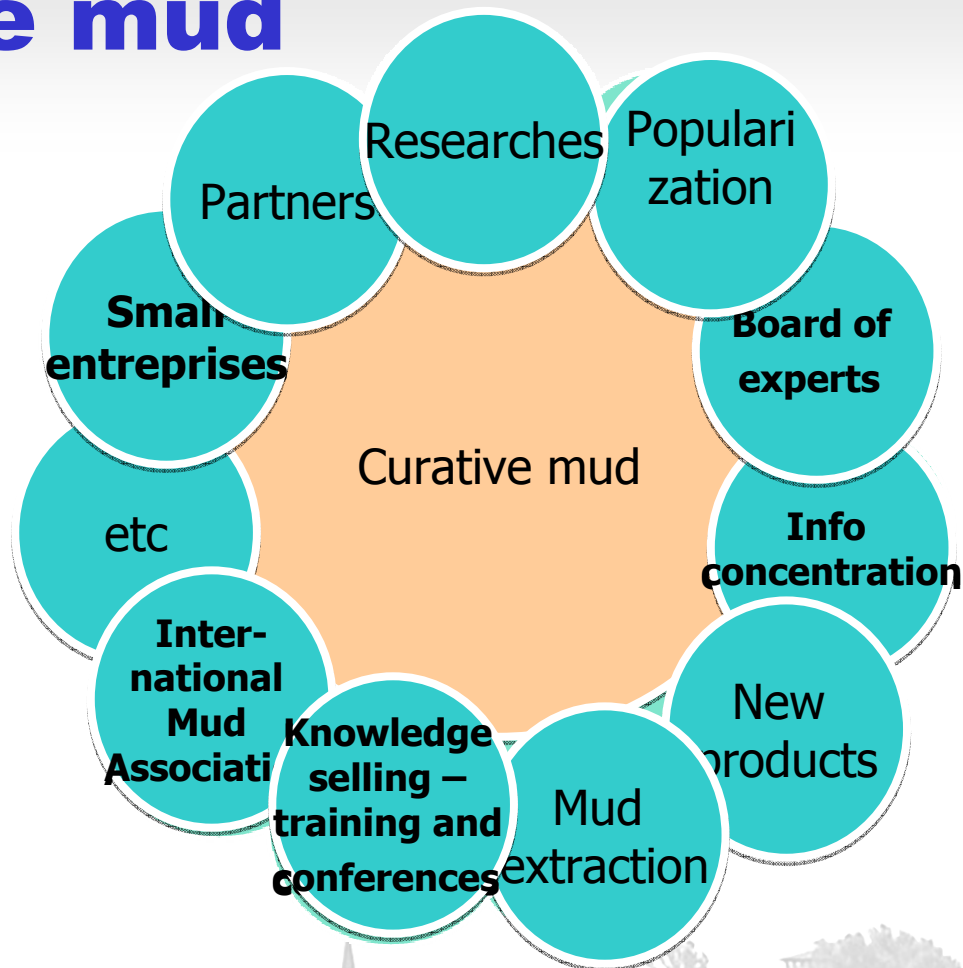 e mud
Researches
Populari
zation
Partners
Small
entreprises
Board of
experts
Curative mud
etc
Info
concentration
Inter-
national
Mud
Associati
New
products
Knowledge
selling –
training and
conferences
Mud
extraction